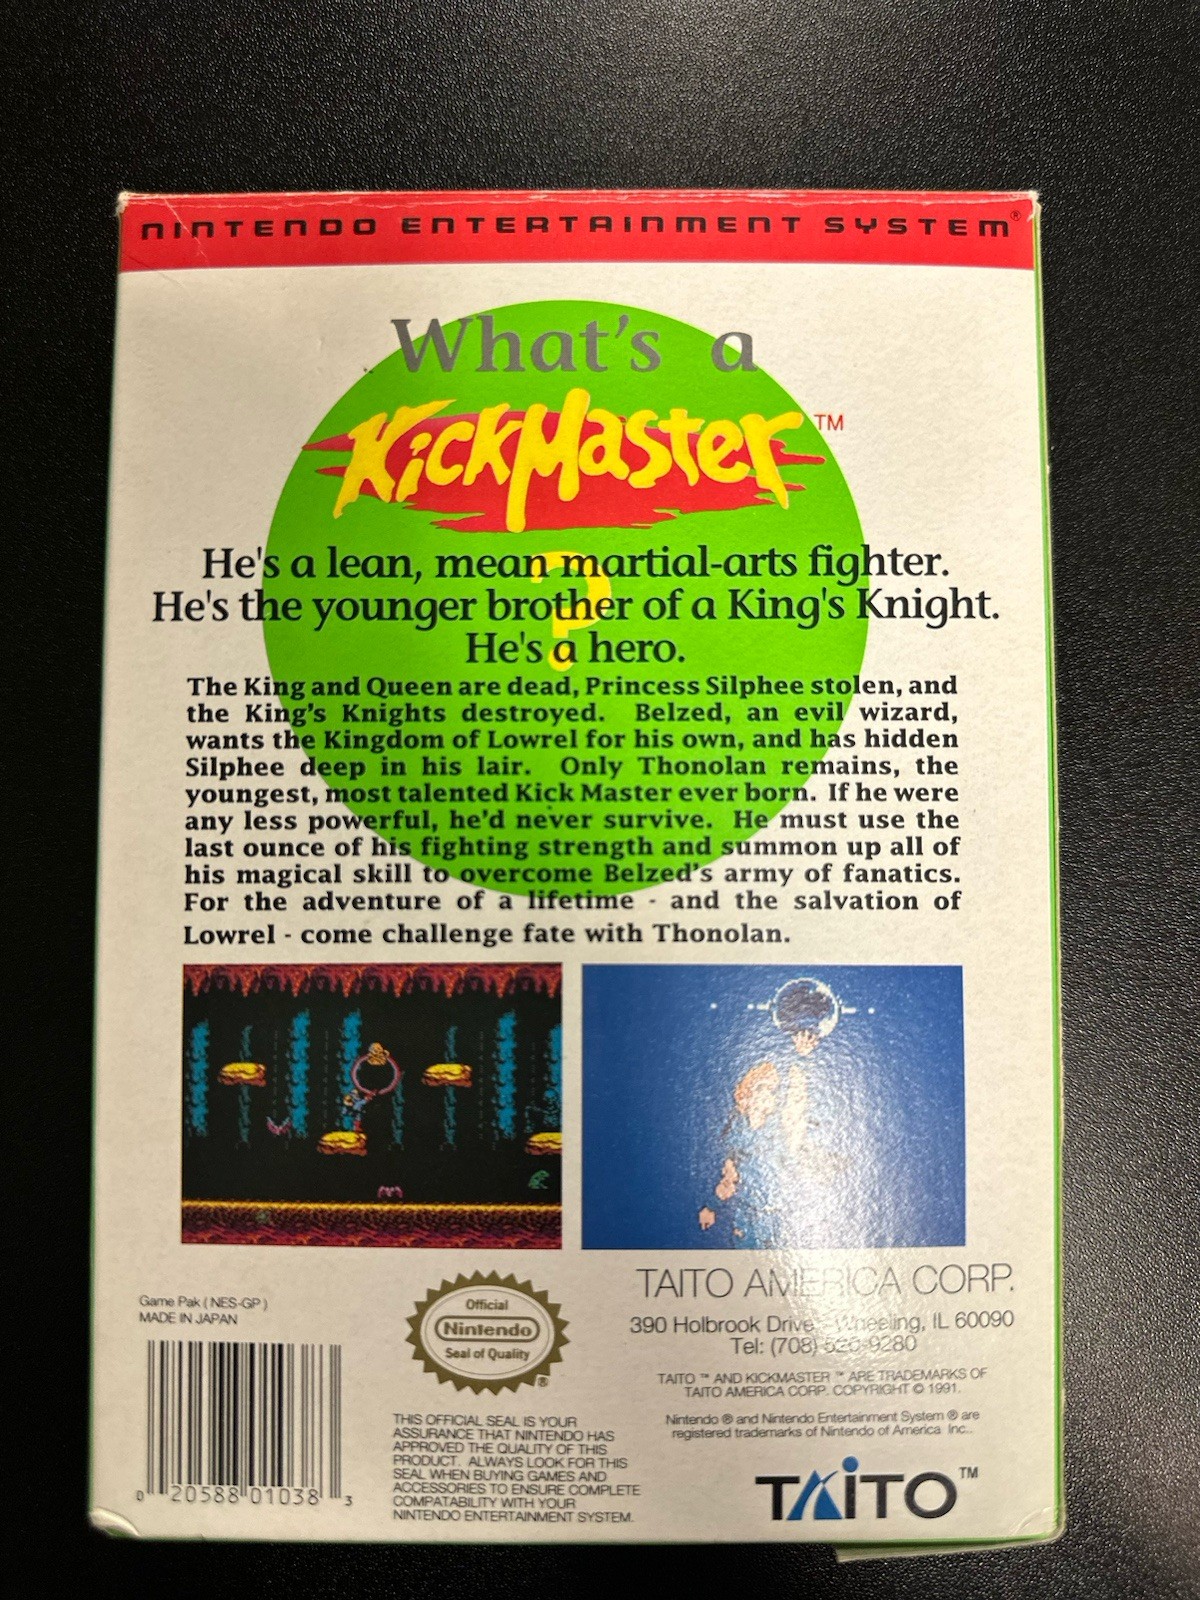 NINTENDO ENTERTAINMENT SYSTEM®
What's a
KickMaster™
?
He's a lean, mean martial-arts fighter.
He's the younger brother of a King's Knight.
He's a hero.
The King and Queen are dead, Princess Silphee stolen, and
the King's Knights destroyed. Belzed, an evil wizard,
wants the Kingdom of Lowrel for his own, and has hidden
Silphee deep in his lair. Only Thonolan remains, the
youngest, most talented Kick Master ever born. If he were
any less powerful, he'd never survive. He must use the
last ounce of his fighting strength and summon up all of
his magical skill to overcome Belzed's army of fanatics.
For the adventure of a lifetime - and the salvation of
Lowrel - come challenge fate with Thonolan.
Game Pak (NES-GP)
MADE IN JAPAN
0 20588 01038 3
Official
Nintendo
Seal of Quality
®
THIS OFFICIAL SEAL IS YOUR
ASSURANCE THAT NINTENDO HAS
APPROVED THE QUALITY OF THIS
PRODUCT. ALWAYS LOOK FOR THIS
SEAL WHEN BUYING GAMES AND
ACCESSORIES TO ENSURE COMPLETE
COMPATABILITY WITH YOUR
NINTENDO ENTERTAINMENT SYSTEM.
TAITO AMERICA CORP.
390 Holbrook Drive, Wheeling, IL 60090
Tel: (708) 520-9280
TAITO ™ AND KICKMASTER ™ ARE TRADEMARKS OF
TAITO AMERICA CORP. COPYRIGHT © 1991.
Nintendo ® and Nintendo Entertainment System ® are
registered trademarks of Nintendo of America Inc..
TAITO™